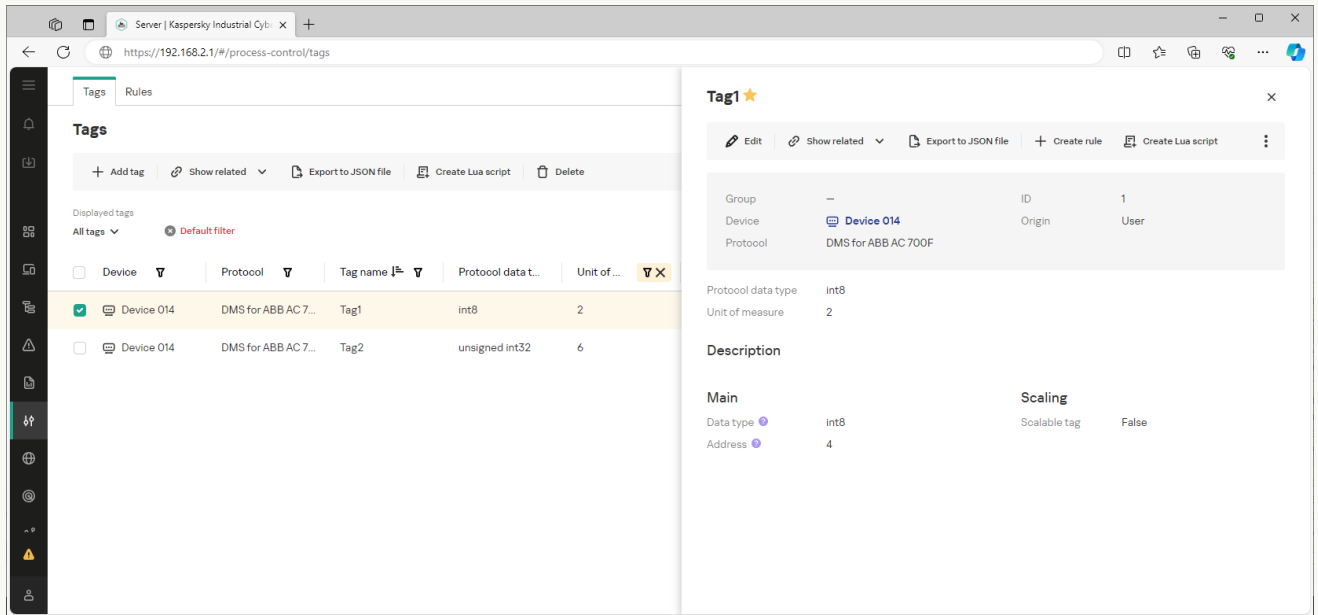 Server | Kaspersky Industrial Cybe
https://192.168.2.1/#/process-control/tags
Tags Rules
Tags
Add tag Show related Export to JSON file Create Lua script Delete
Displayed tags
All tags Default filter
Device Protocol Tag name Protocol data t... Unit of ...
Device 014 DMS for ABB AC 7... Tag1 int8 2
Device 014 DMS for ABB AC 7... Tag2 unsigned int32 6
Tag1
Edit Show related Export to JSON file Create rule Create Lua script
Group — ID 1
Device Device 014 Origin User
Protocol DMS for ABB AC 700F
Protocol data type int8
Unit of measure 2
Description
Main Scaling
Data type int8 Scalable tag False
Address 4